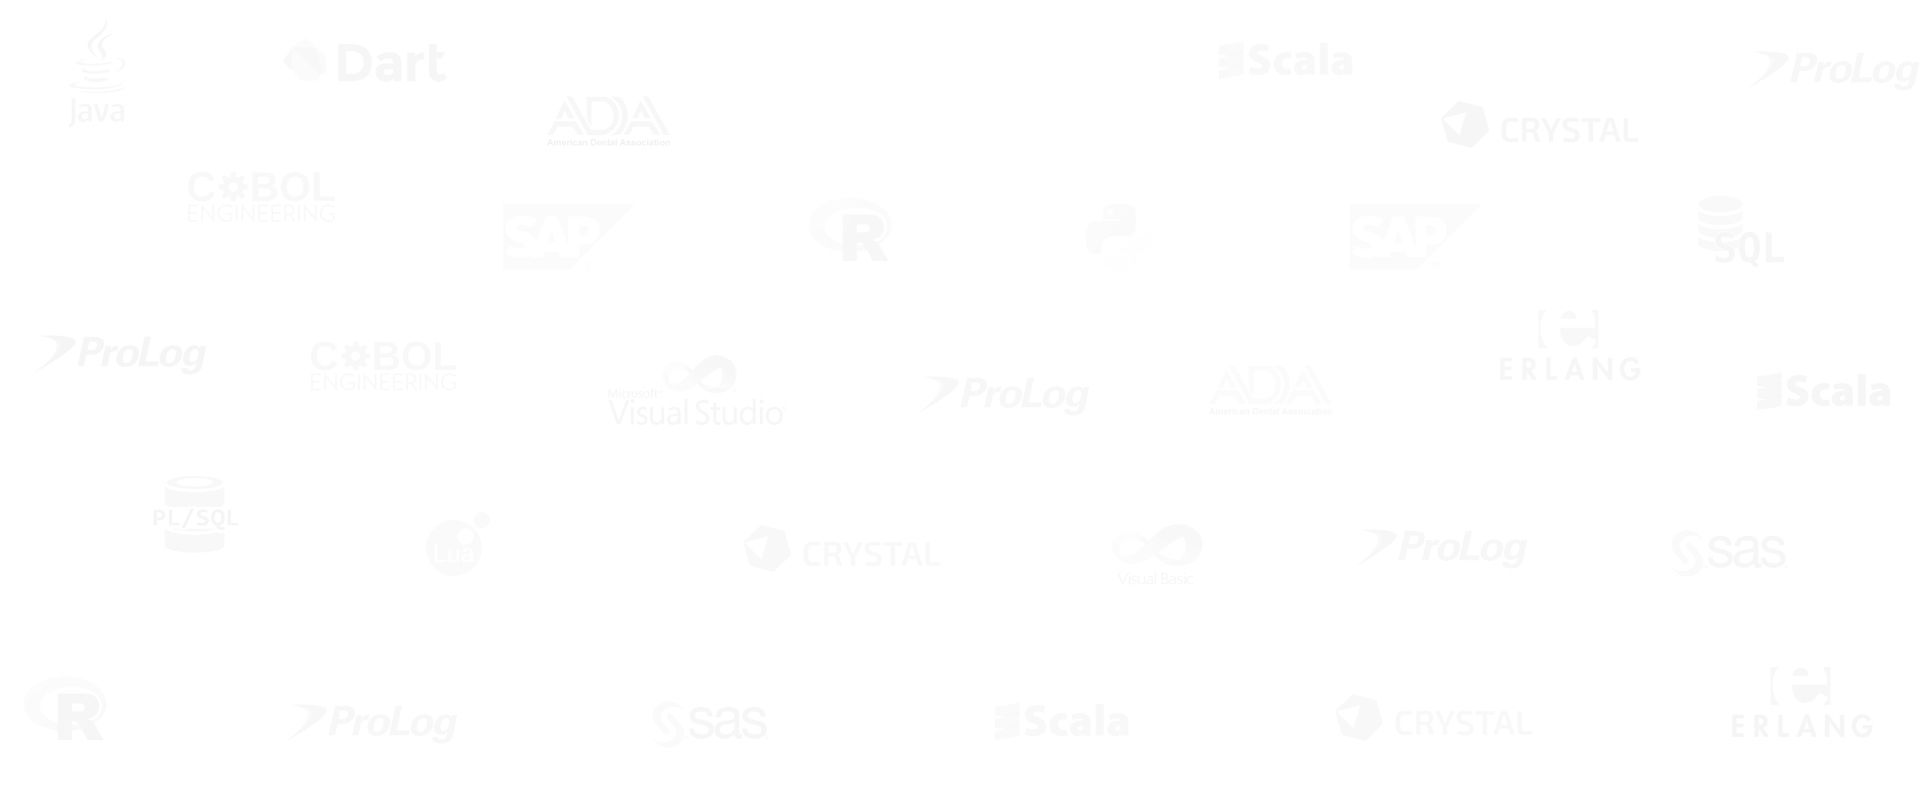 Java
Dart
Scala
ProLog
ADA
American Dental Association
CRYSTAL
COBOL
ENGINEERING
SAP
R
SAP
SQL
ProLog
COBOL
ENGINEERING
Microsoft
Visual Studio
ProLog
ADA
American Dental Association
e
ERLANG
Scala
PL/SQL
Lua
CRYSTAL
Visual Basic
ProLog
sas
R
ProLog
sas
Scala
CRYSTAL
e
ERLANG